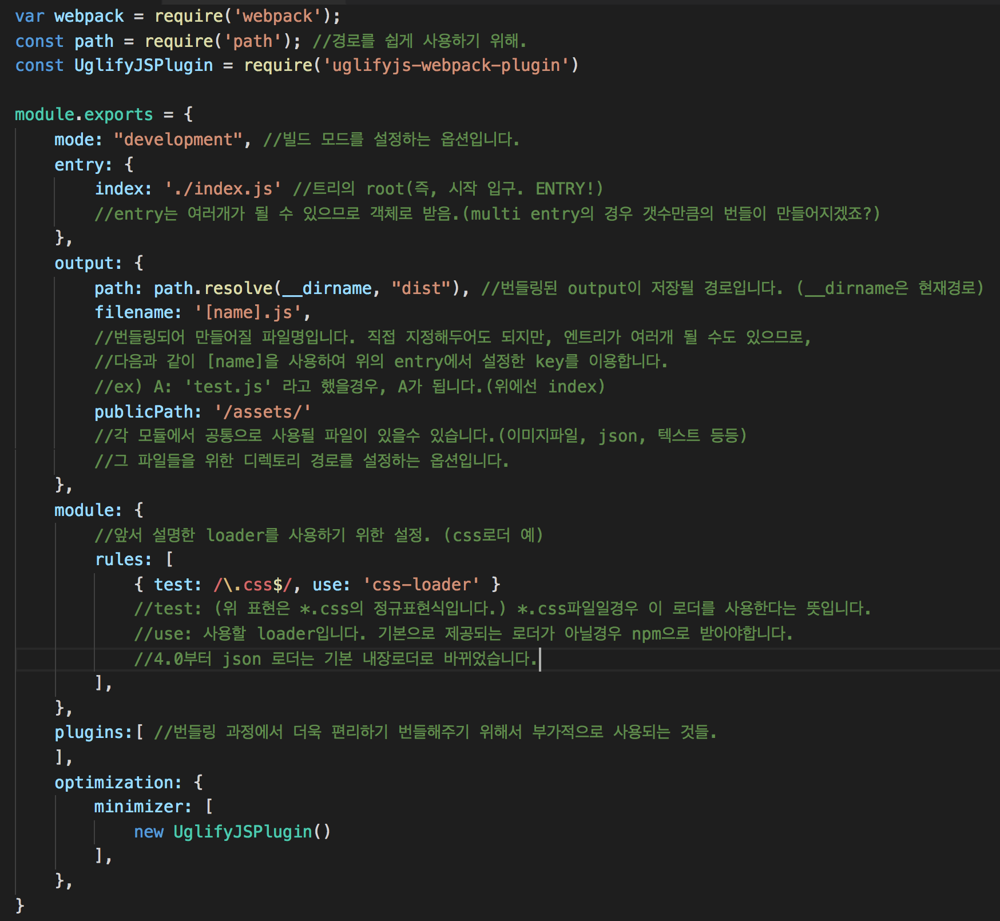 var webpack = require('webpack');
const path = require('path'); //경로를 쉽게 사용하기 위해.
const UglifyJSPlugin = require('uglifyjs-webpack-plugin')
module.exports = {
mode: "development", //빌드 모드를 설정하는 옵션입니다.
entry: {
index: './index.js' //트리의 root(즉, 시작 입구. ENTRY!)
//entry는 여러개가 될 수 있으므로 객체로 받음.(multi entry의 경우 갯수만큼의 번들이 만들어지겠죠?)
},
output: {
path: path.resolve(__dirname, "dist"), //번들링된 output이 저장될 경로입니다. (__dirname은 현재경로)
filename: '[name].js',
//번들링되어 만들어질 파일명입니다. 직접 지정해두어도 되지만, 엔트리가 여러개 될 수도 있으므로,
//다음과 같이 [name]을 사용하여 위의 entry에서 설정한 key를 이용합니다.
//ex) A: 'test.js' 라고 했을경우, A가 됩니다.(위에선 index)
publicPath: '/assets/'
//각 모듈에서 공통으로 사용될 파일이 있을수 있습니다.(이미지파일, json, 텍스트 등등)
//그 파일들을 위한 디렉토리 경로를 설정하는 옵션입니다.
},
module: {
//앞서 설명한 loader를 사용하기 위한 설정. (css로더 예)
rules: [
{ test: /\.css$/, use: 'css-loader' }
//test: (위 표현은 *.css의 정규표현식입니다.) *.css파일일경우 이 로더를 사용한다는 뜻입니다.
//use: 사용할 loader입니다. 기본으로 제공되는 로더가 아닐경우 npm으로 받아야합니다.
//4.0부터 json 로더는 기본 내장로더로 바뀌었습니다.
],
},
plugins:[ //번들링 과정에서 더욱 편리하기 번들해주기 위해서 부가적으로 사용되는 것들.
],
optimization: {
minimizer: [
new UglifyJSPlugin()
],
},
}